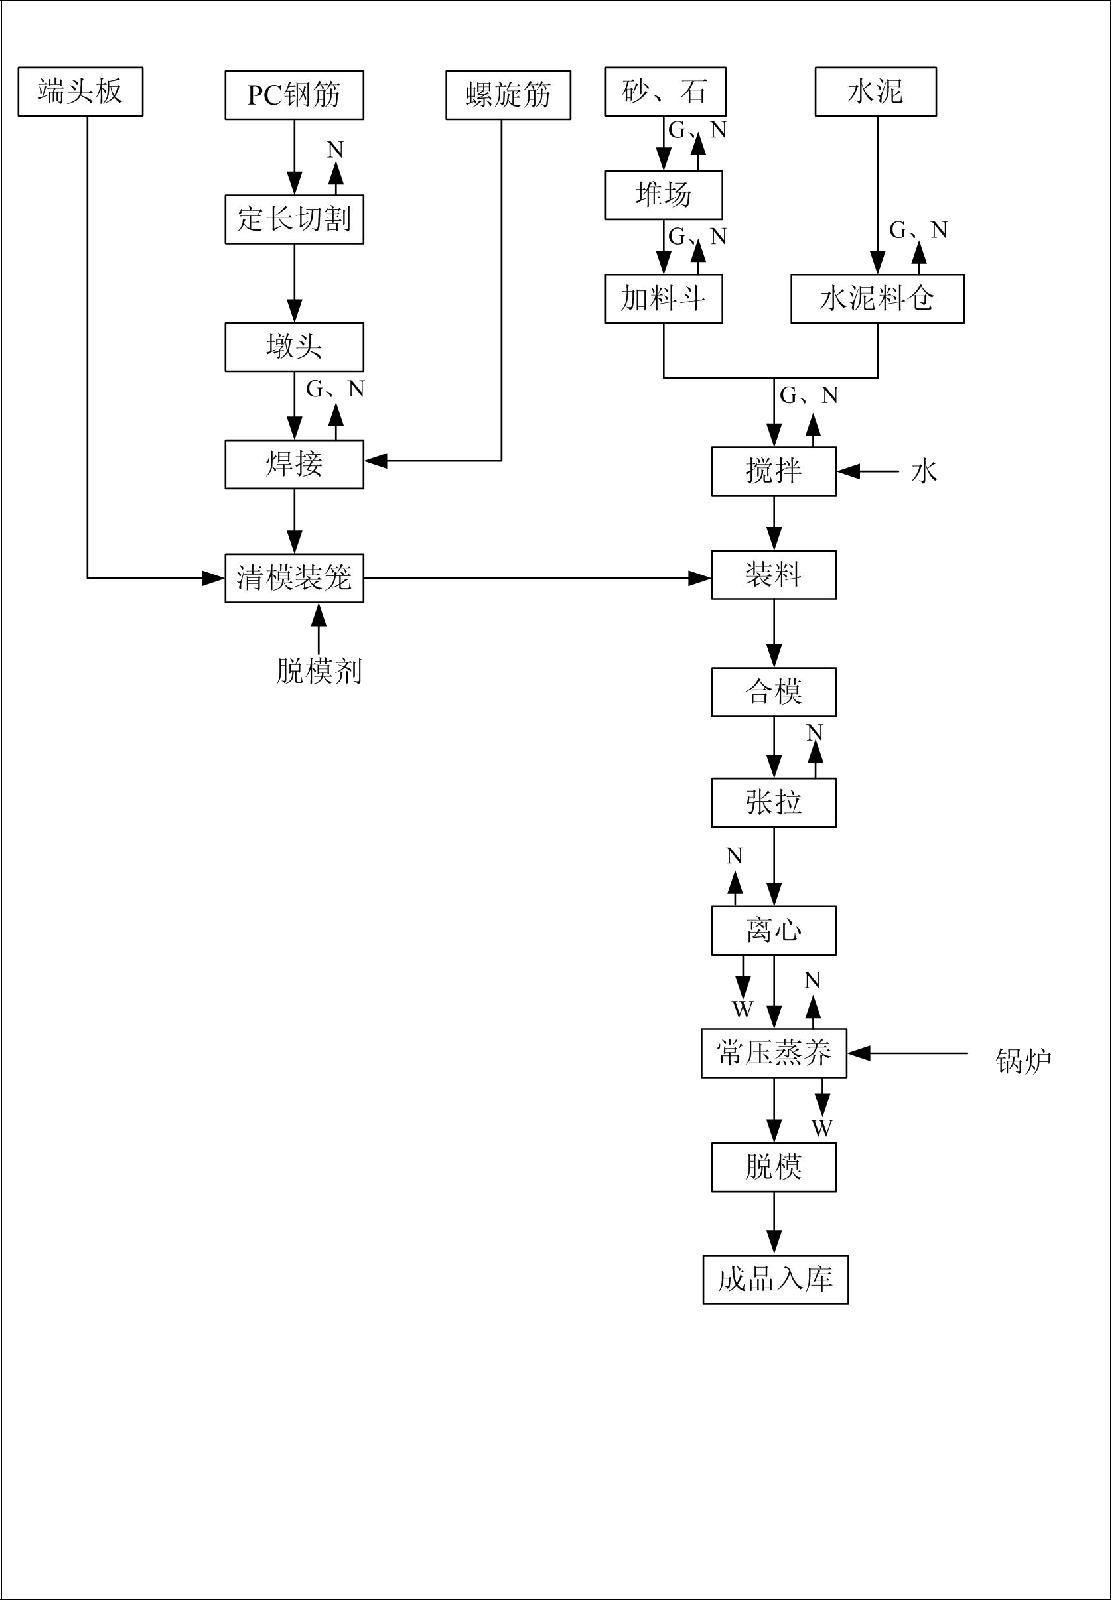 端头板
PC钢筋
螺旋筋
砂、石
水泥
G、N
N
堆场
定长切割
G、N
G、N
加料斗
水泥料仓
墩头
G、N
G、N
焊接
搅拌
水
清模装笼
装料
脱模剂
合模
N
张拉
N
离心
N
W
常压蒸养
锅炉
W
脱模
成品入库